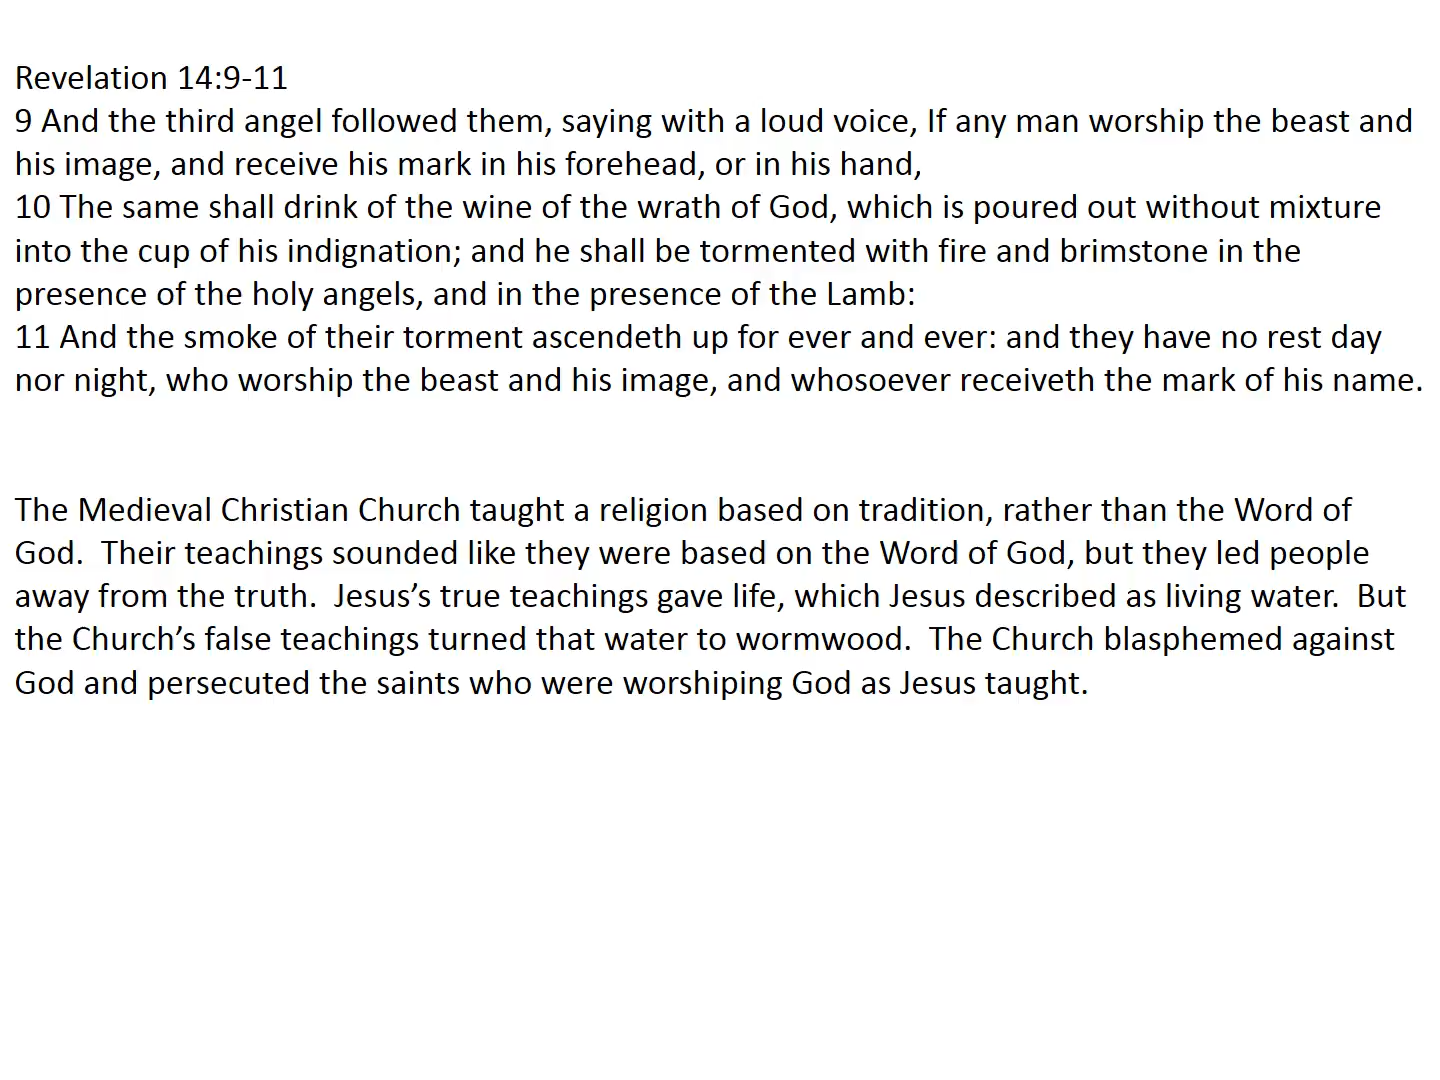 Revelation 14:9-11
9 And the third angel followed them, saying with a loud voice, If any man worship the beast and
his image, and receive his mark in his forehead, or in his hand,
10 The same shall drink of the wine of the wrath of God, which is poured out without mixture
into the cup of his indignation; and he shall be tormented with fire and brimstone in the
presence of the holy angels, and in the presence of the Lamb:
11 And the smoke of their torment ascendeth up for ever and ever: and they have no rest day
nor night, who worship the beast and his image, and whosoever receiveth the mark of his name.
The Medieval Christian Church taught a religion based on tradition, rather than the Word of
God.  Their teachings sounded like they were based on the Word of God, but they led people
away from the truth.  Jesus’s true teachings gave life, which Jesus described as living water.  But
the Church’s false teachings turned that water to wormwood.  The Church blasphemed against
God and persecuted the saints who were worshiping God as Jesus taught.